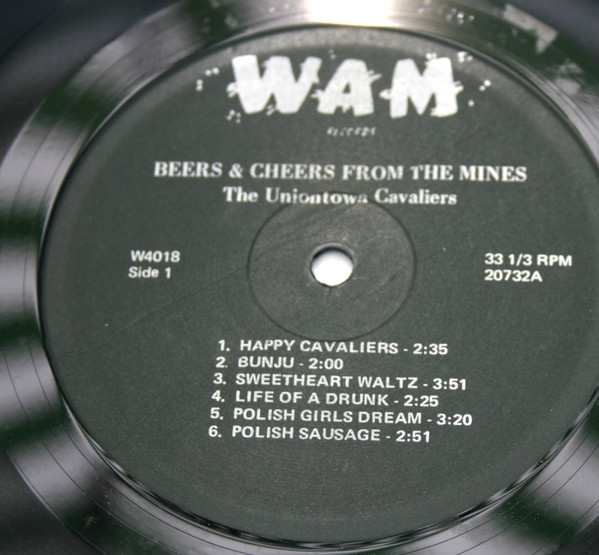 WAM
RECORDS
BEERS & CHEERS FROM THE MINES
The Uniontown Cavaliers
W4018
Side 1
33 1/3 RPM
20732A
1. HAPPY CAVALIERS - 2:35
2. BUNJU - 2:00
3. SWEETHEART WALTZ - 3:51
4. LIFE OF A DRUNK - 2:25
5. POLISH GIRLS DREAM - 3:20
6. POLISH SAUSAGE - 2:51